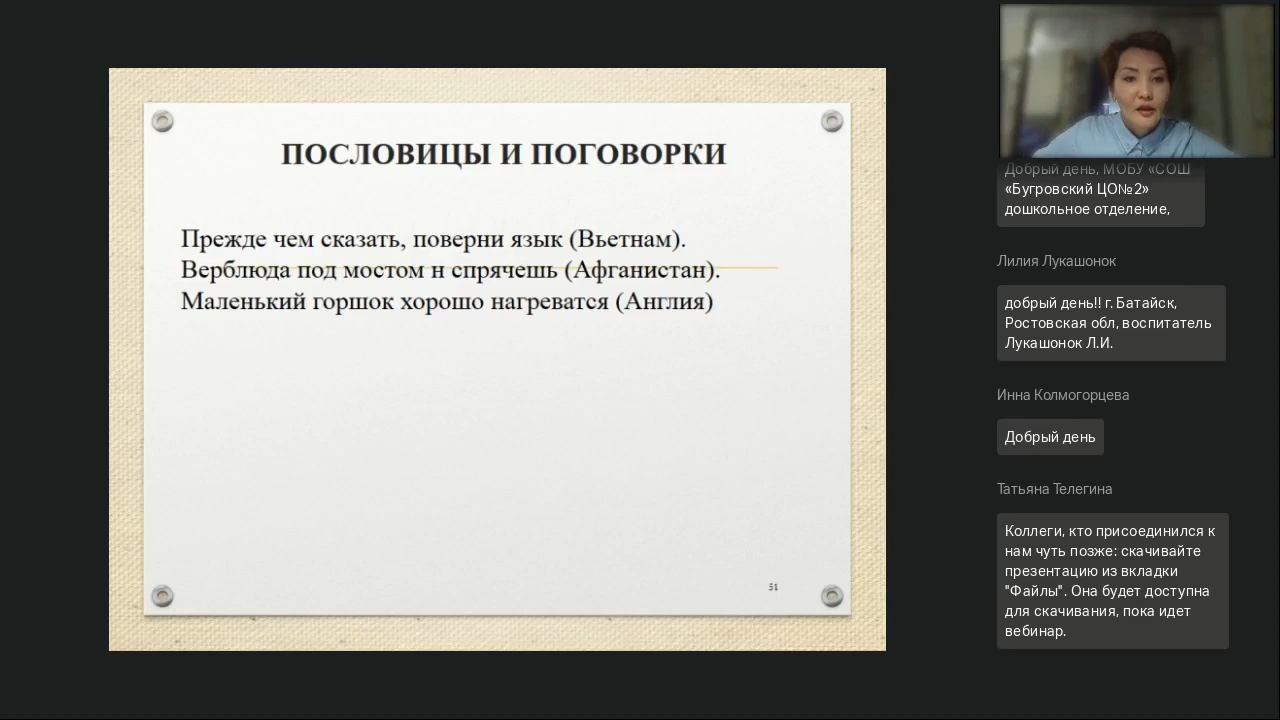 ПОСЛОВИЦЫ И ПОГОВОРКИ
Прежде чем сказать, поверни язык (Вьетнам).
Верблюда под мостом н спрячешь (Афганистан).
Маленький горшок хорошо нагреватся (Англия)
51
Добрый день, МОБУ «СОШ
«Бугровский ЦО№2»
дошкольное отделение,
Лилия Лукашонок
добрый день!! г. Батайск,
Ростовская обл, воспитатель
Лукашонок Л.И.
Инна Колмогорцева
Добрый день
Татьяна Телегина
Коллеги, кто присоединился к
нам чуть позже: скачивайте
презентацию из вкладки
"Файлы". Она будет доступна
для скачивания, пока идет
вебинар.